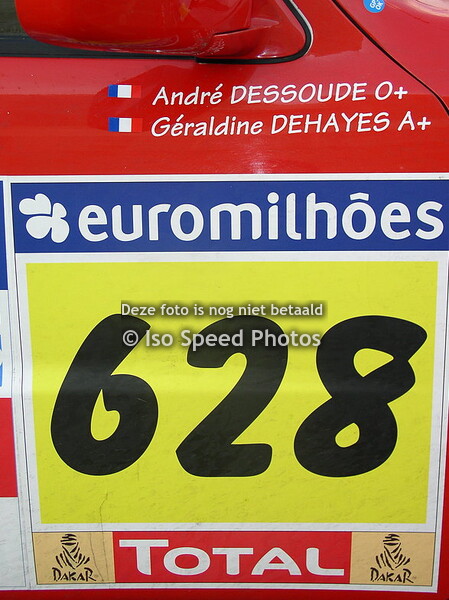 André DESSOUDE O+
Géraldine DEHAYES A+
euromilhões
Deze foto is nog niet betaald
© Iso Speed Photos
628
DAKAR TOTAL DAKAR